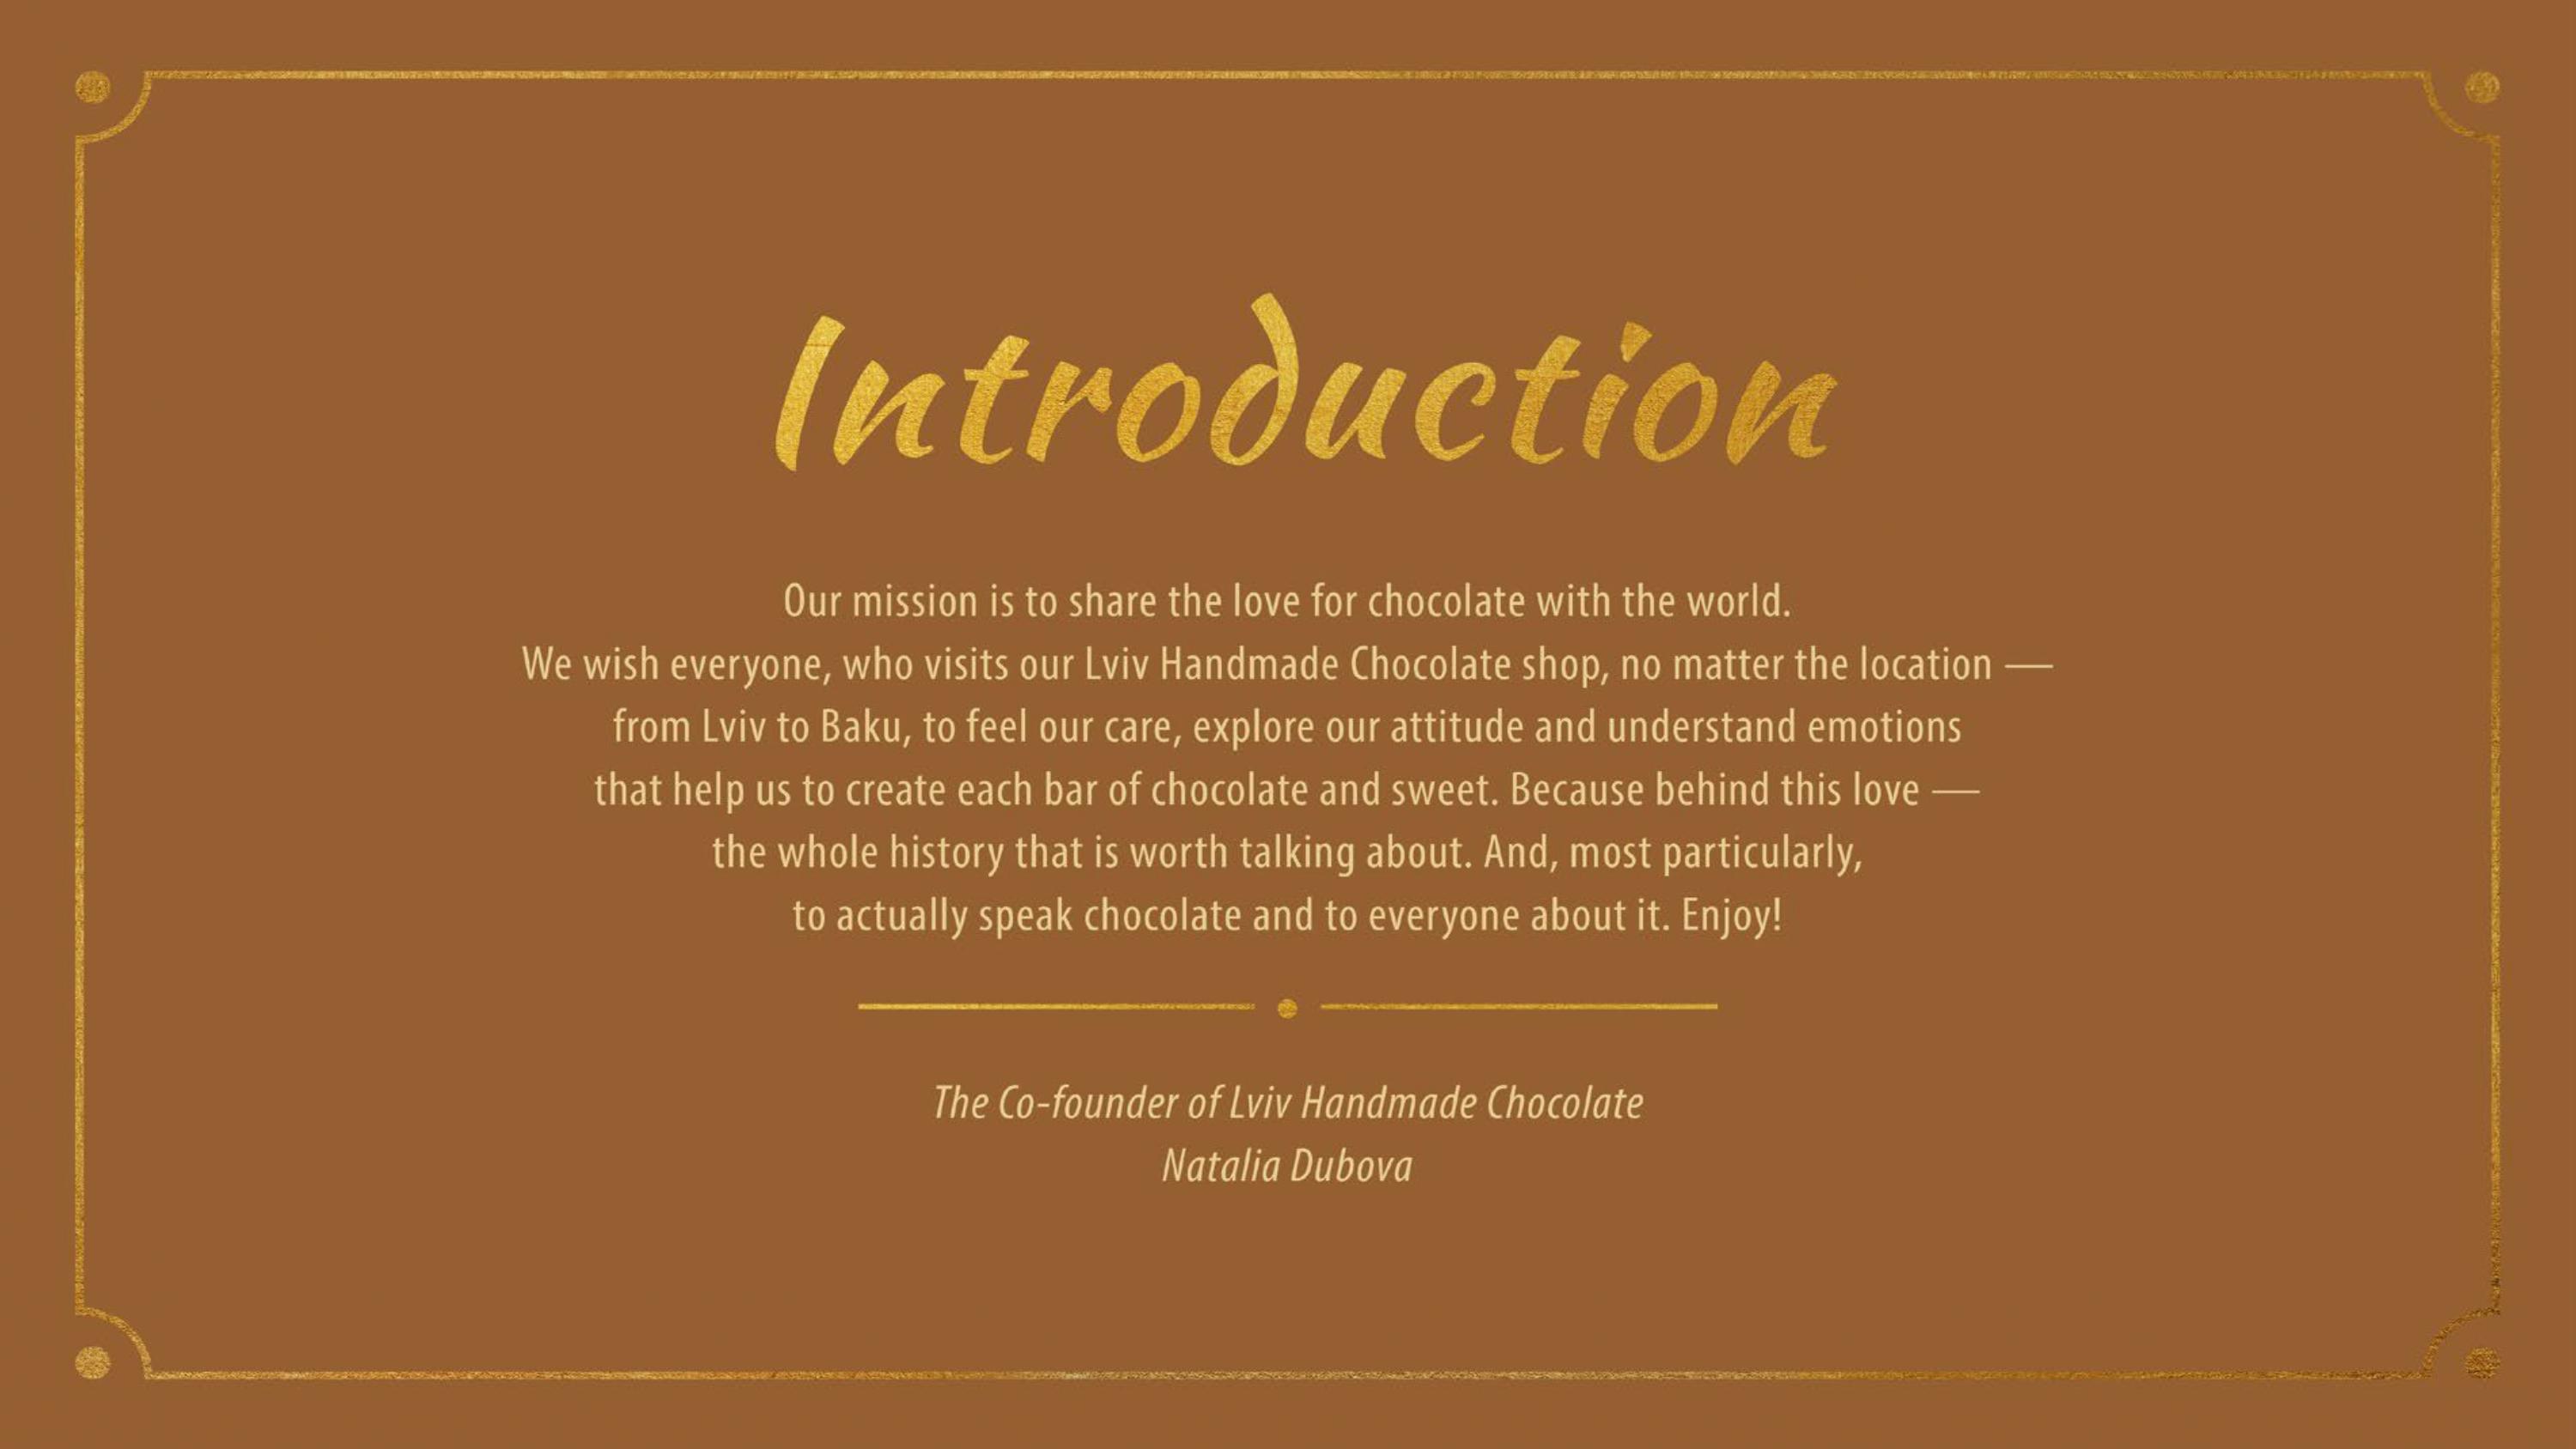 Introduction
Our mission is to share the love for chocolate with the world.
We wish everyone, who visits our Lviv Handmade Chocolate shop, no matter the location —
from Lviv to Baku, to feel our care, explore our attitude and understand emotions
that help us to create each bar of chocolate and sweet. Because behind this love —
the whole history that is worth talking about. And, most particularly,
to actually speak chocolate and to everyone about it. Enjoy!
The Co-founder of Lviv Handmade Chocolate
Natalia Dubova